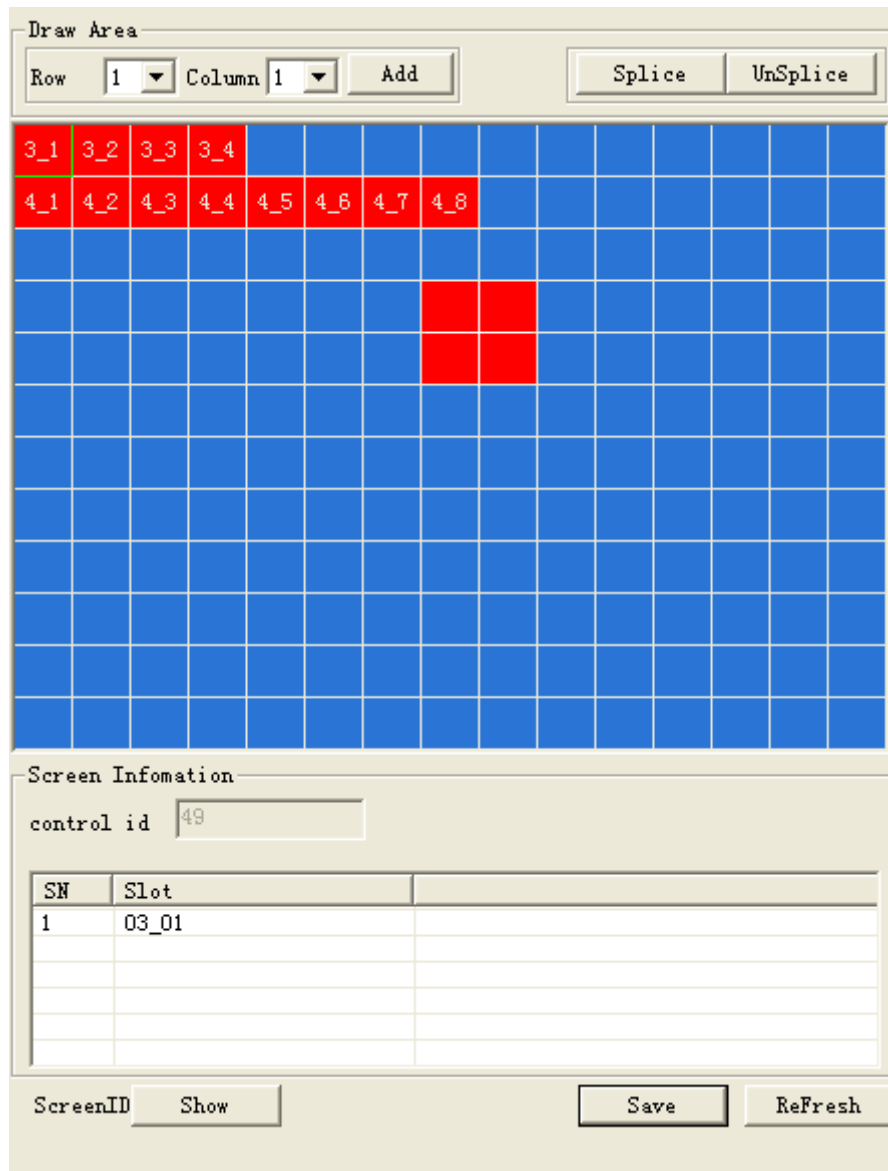 Draw Area
Row 1 Column 1 Add Splice UnSplice
3_1 3_2 3_3 3_4
4_1 4_2 4_3 4_4 4_5 4_6 4_7 4_8
Screen Infomation
control id 49
SN Slot
1 03_01
ScreenID Show Save ReFresh